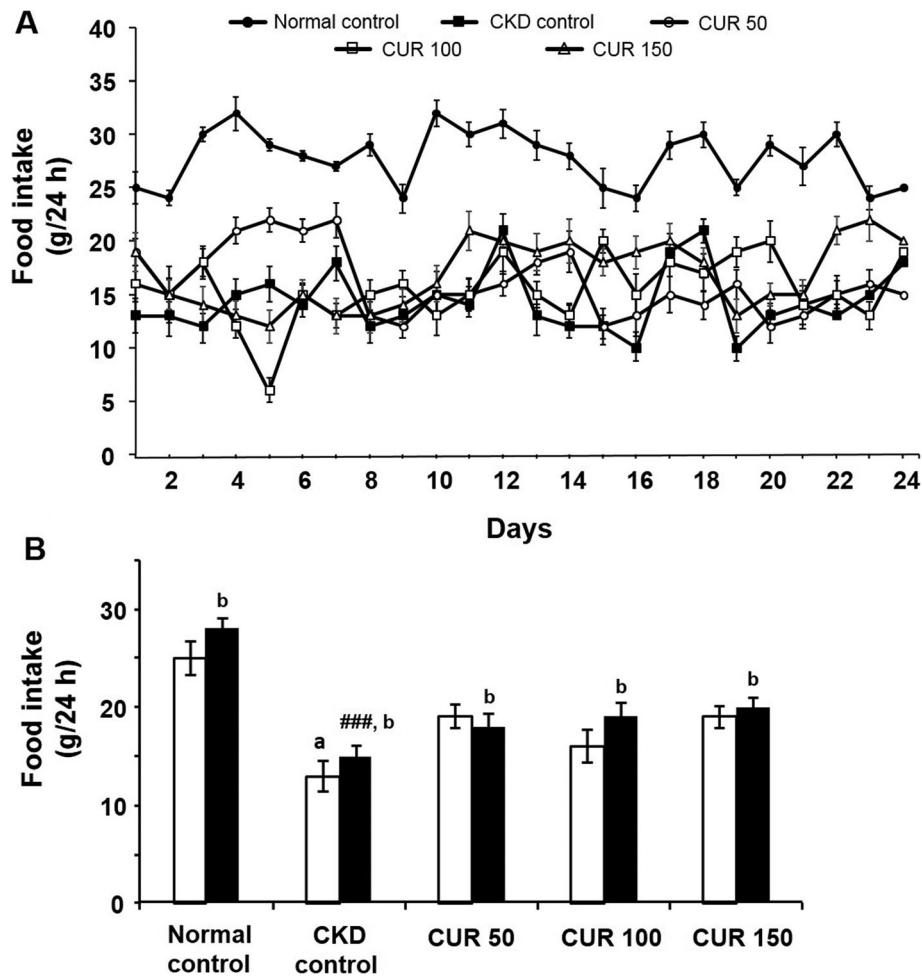 A
Normal control CKD control CUR 50
CUR 100 CUR 150
Food intake
(g/24 h)
40
35
30
25
20
15
10
5
0
2 4 6 8 10 12 14 16 18 20 22 24
Days
B
Food intake
(g/24 h)
30
20
10
0
b
a
###, b
b
b
b
Normal
control
CKD
control
CUR 50
CUR 100
CUR 150